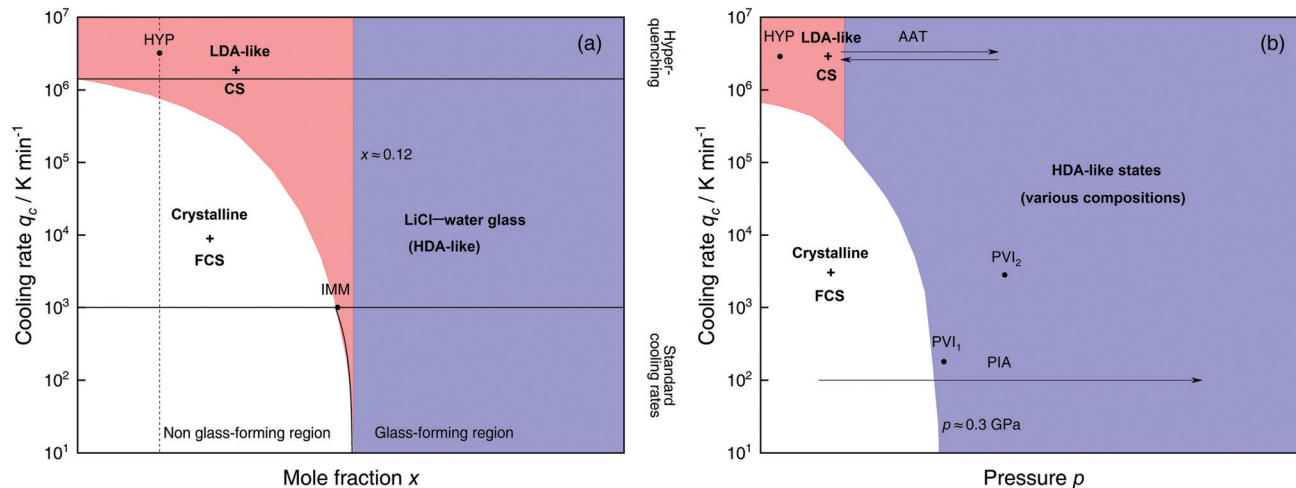 (a)
10⁷
10⁶
10⁵
10⁴
10³
10²
10¹
Cooling rate q_c / K min⁻¹
HYP
LDA-like
+
CS
x ≈ 0.12
Crystalline
+
FCS
LiCl—water glass
(HDA-like)
IMM
Non glass-forming region
Glass-forming region
Mole fraction x
Hyper-
quenching
Standard
cooling rates
(b)
10⁷
10⁶
10⁵
10⁴
10³
10²
10¹
Cooling rate q_c / K min⁻¹
HYP
LDA-like
+
CS
AAT
HDA-like states
(various compositions)
Crystalline
+
FCS
PVI₂
PVI₁
PIA
p ≈ 0.3 GPa
Pressure p